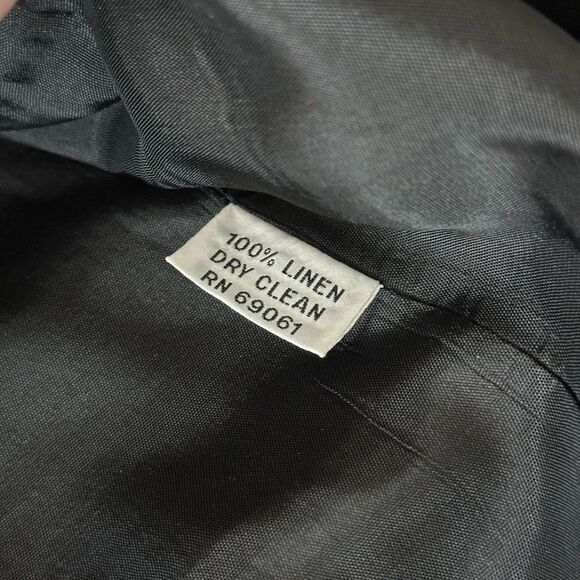 100% LINEN
DRY CLEAN
RN 69061